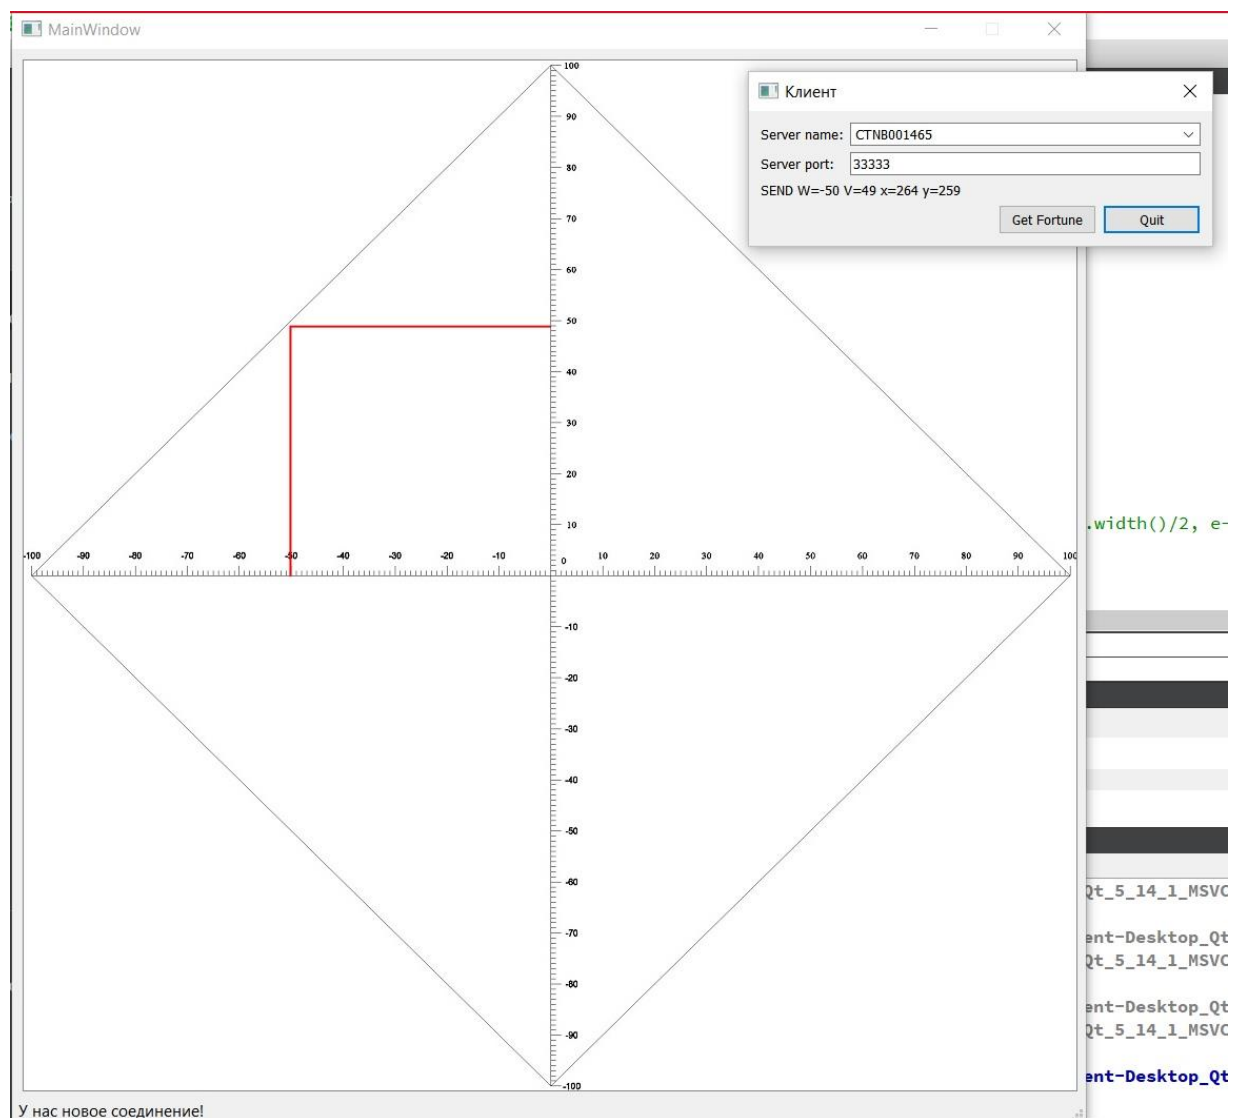 MainWindow
100
90
80
70
60
50
40
30
20
10
-100 -90 -80 -70 -60 -50 -40 -30 -20 -10 0 10 20 30 40 50 60 70 80 90 100
-10
-20
-30
-40
-50
-60
-70
-80
-90
-100
У нас новое соединение!
Клиент
Server name: CTNB001465
Server port: 33333
SEND W=-50 V=49 x=264 y=259
Get Fortune Quit
.width()/2, e-
Qt_5_14_1_MSVC
ent-Desktop_Qt
Qt_5_14_1_MSVC
ent-Desktop_Qt
Qt_5_14_1_MSVC
ent-Desktop_Qt